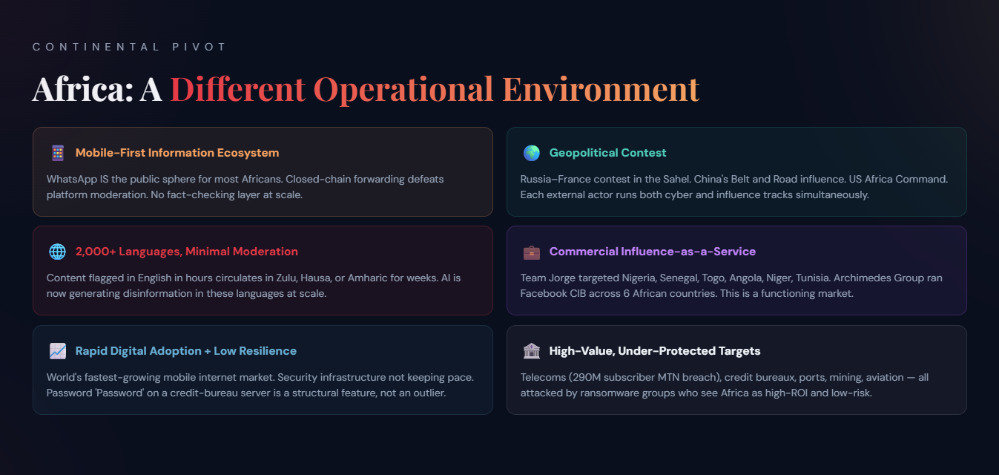 CONTINENTAL PIVOT
Africa: A Different Operational Environment
Mobile-First Information Ecosystem
WhatsApp IS the public sphere for most Africans. Closed-chain forwarding defeats
platform moderation. No fact-checking layer at scale.
Geopolitical Contest
Russia–France contest in the Sahel. China's Belt and Road influence. US Africa Command.
Each external actor runs both cyber and influence tracks simultaneously.
2,000+ Languages, Minimal Moderation
Content flagged in English in hours circulates in Zulu, Hausa, or Amharic for weeks. AI is
now generating disinformation in these languages at scale.
Commercial Influence-as-a-Service
Team Jorge targeted Nigeria, Senegal, Togo, Angola, Niger, Tunisia. Archimedes Group ran
Facebook CIB across 6 African countries. This is a functioning market.
Rapid Digital Adoption + Low Resilience
World's fastest-growing mobile internet market. Security infrastructure not keeping pace.
Password 'Password' on a credit-bureau server is a structural feature, not an outlier.
High-Value, Under-Protected Targets
Telecoms (290M subscriber MTN breach), credit bureaux, ports, mining, aviation — all
attacked by ransomware groups who see Africa as high-ROI and low-risk.